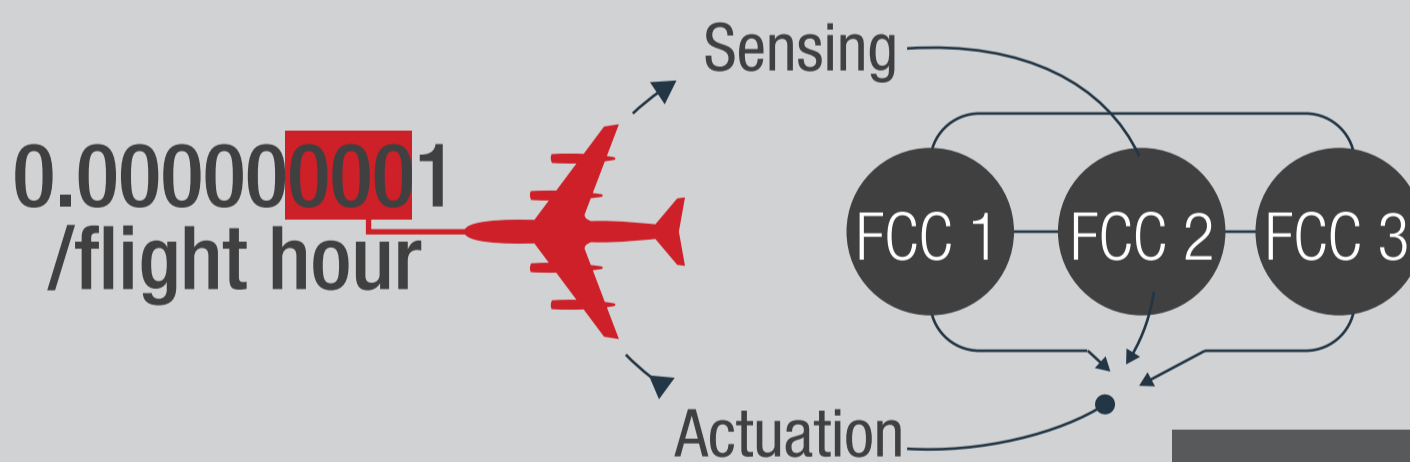 Sensing
0.000000001
/flight hour
FCC 1
FCC 2
FCC 3
Actuation